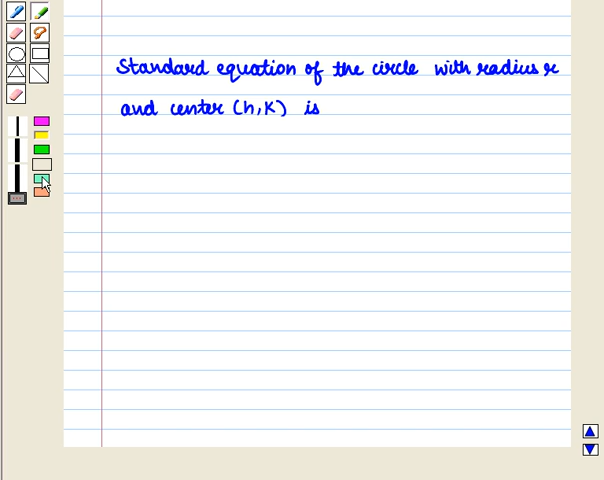 Standard equation of the circle with radius r
and center (h,K) is